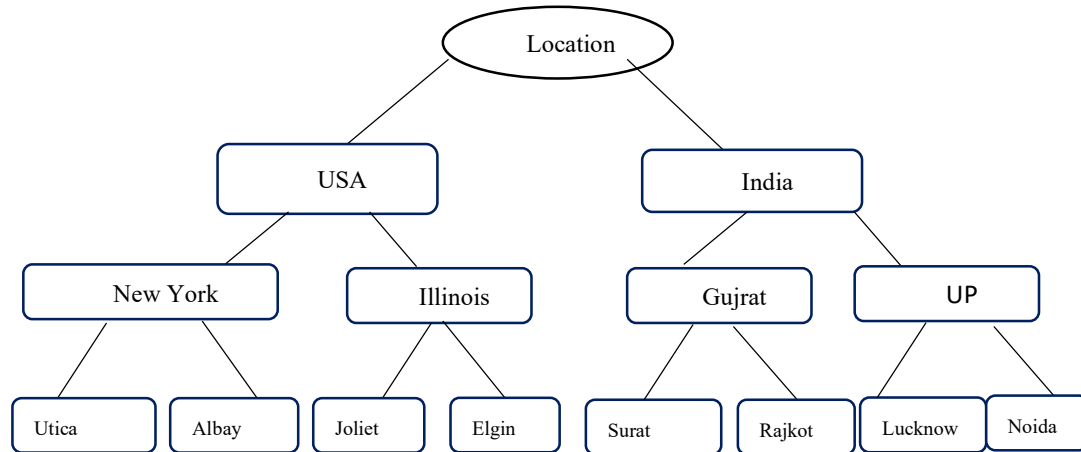 Location
USA
India
New York
Illinois
Gujrat
UP
Utica
Albay
Joliet
Elgin
Surat
Rajkot
Lucknow
Noida